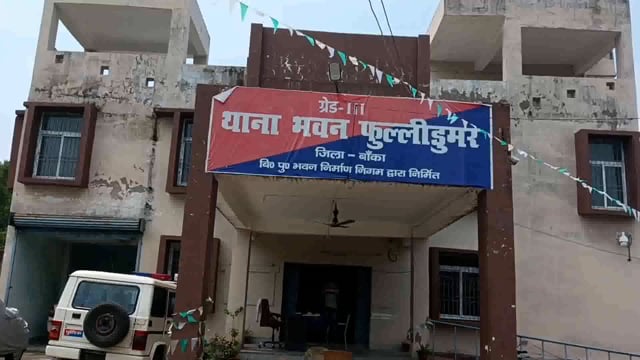 ग्रेड-III
थाना भवन फुल्लीडुमर
जिला – बाँका
बि० पु० भवन निर्माण निगम द्वारा निर्मित